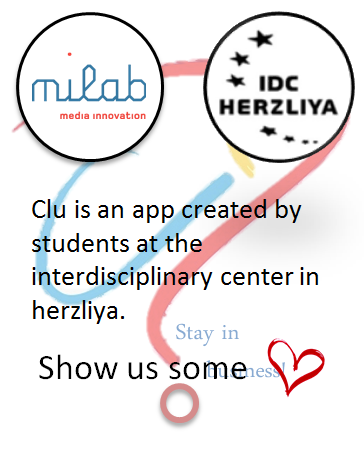 milab
media innovation
IDC
HERZLIYA
Clu is an app created by
students at the
interdisciplinary center in
herzliya.
Stay in
business!
Show us some